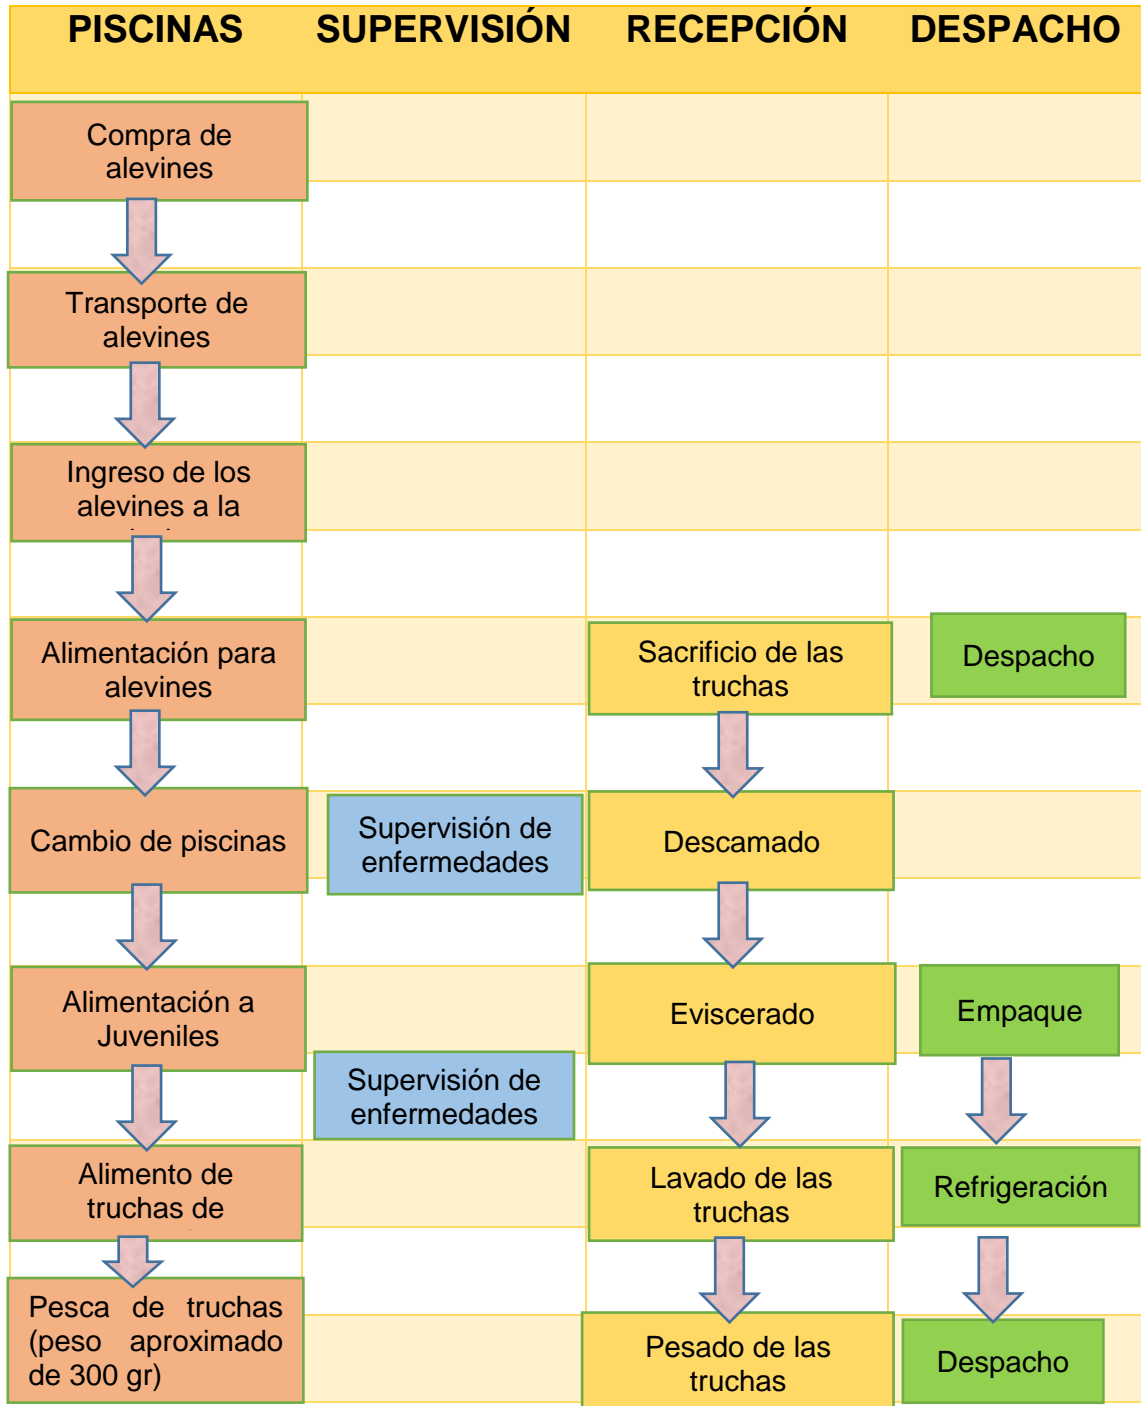 PISCINAS SUPERVISIÓN RECEPCIÓN DESPACHO
Compra de
alevines
Transporte de
alevines
Ingreso de los
alevines a la
Alimentación para
alevines
Cambio de piscinas
Alimentación a
Juveniles
Alimento de
truchas de
Pesca de truchas
(peso aproximado
de 300 gr)
Supervisión de
enfermedades
Supervisión de
enfermedades
Sacrificio de las
truchas
Descamado
Eviscerado
Lavado de las
truchas
Pesado de las
truchas
Despacho
Empaque
Refrigeración
Despacho